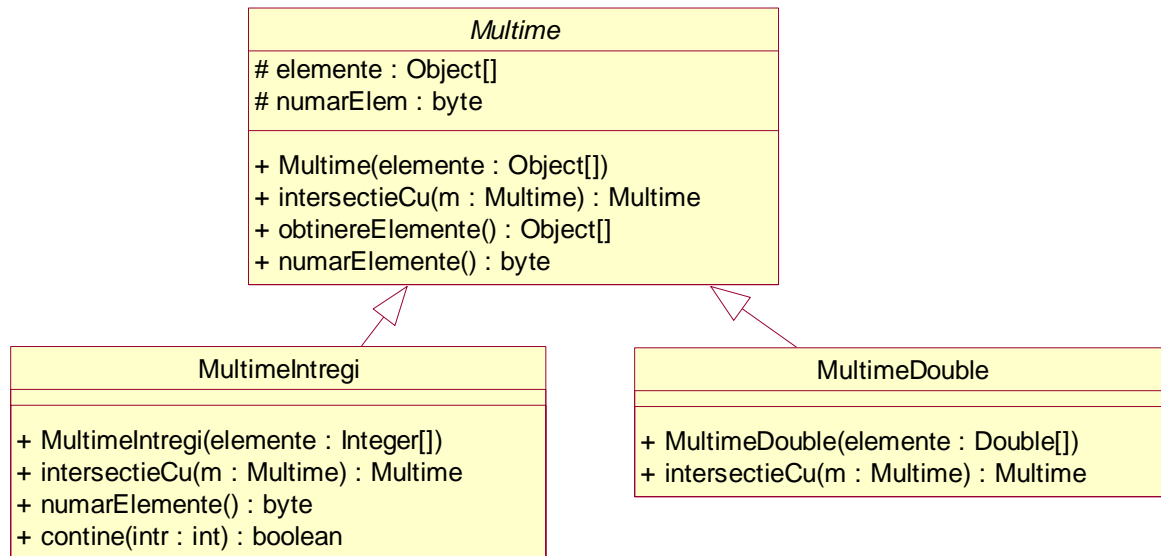 Multime
# elemente : Object[]
# numarElem : byte
+ Multime(elemente : Object[])
+ intersectieCu(m : Multime) : Multime
+ obtinereElemente() : Object[]
+ numarElemente() : byte
MultimeIntregi
+ MultimeIntregi(elemente : Integer[])
+ intersectieCu(m : Multime) : Multime
+ numarElemente() : byte
+ contine(intr : int) : boolean
MultimeDouble
+ MultimeDouble(elemente : Double[])
+ intersectieCu(m : Multime) : Multime